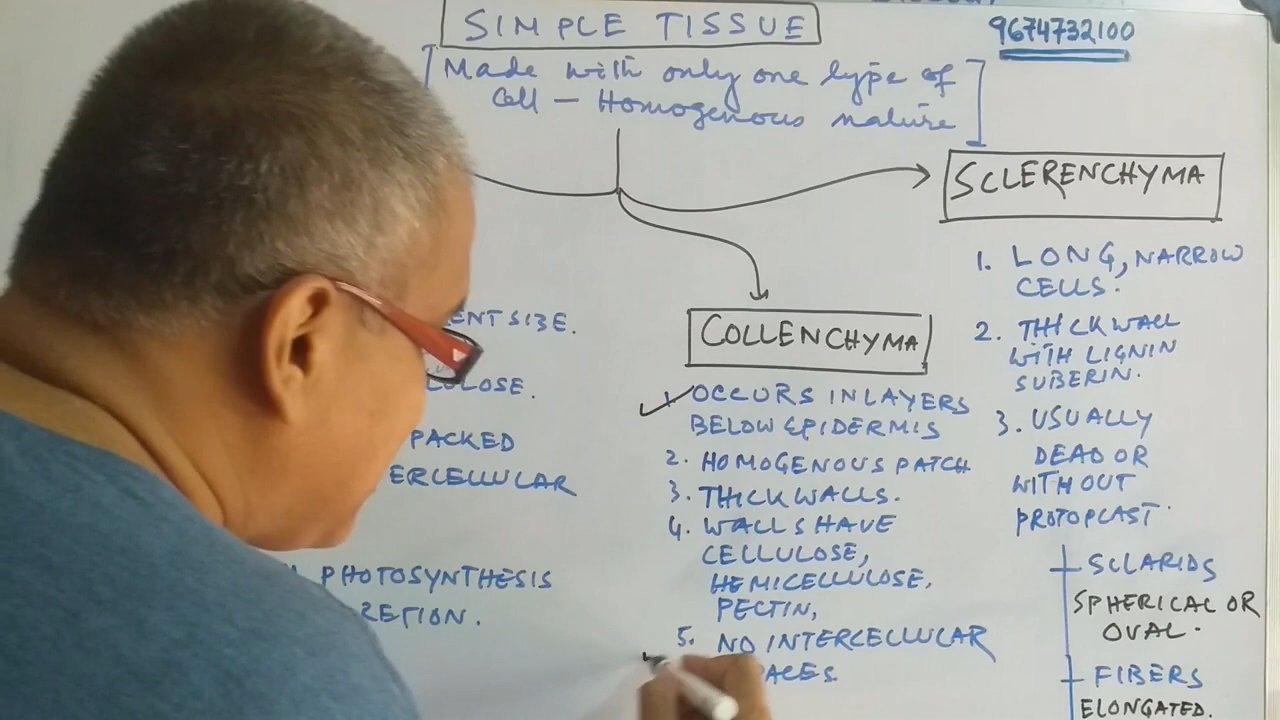 SIMPLE TISSUE
9674732100
[Made with only one type of
Cell — Homogenous nature]
SCLERENCHYMA
1. LONG, NARROW
CELLS.
2. THICK WALL
WITH LIGNIN
SUBERIN.
3. USUALLY
DEAD OR
WITHOUT
PROTOPLAST.
SCLARIDS
SPHERICAL OR
OVAL.
FIBERS
ELONGATED.
COLLENCHYMA
1. OCCURS IN LAYERS
BELOW EPIDERMIS
2. HOMOGENOUS PATCH
3. THICK WALLS.
4. WALLS HAVE
CELLULOSE,
HEMICELLULOSE,
PECTIN,
5. NO INTERCELLULAR
ACES.
ENT SIZE.
LOSE.
PACKED
ERCELLULAR
PHOTOSYNTHESIS
RETION.